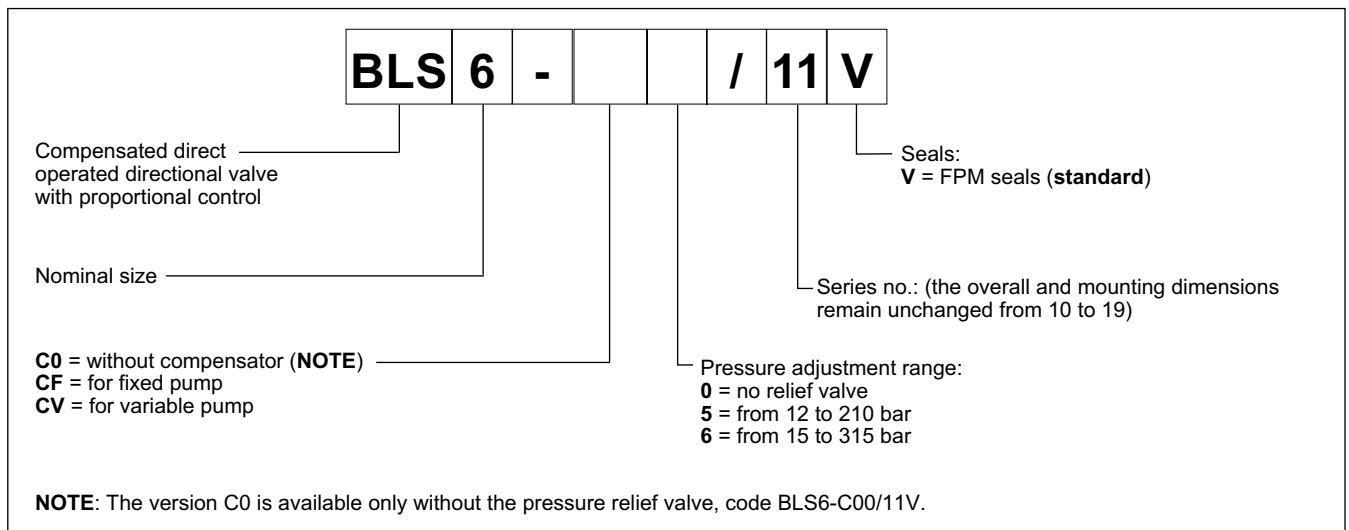 BLS 6 - / 11 V
Compensated direct
operated directional valve
with proportional control
Nominal size
C0 = without compensator (NOTE)
CF = for fixed pump
CV = for variable pump
Seals:
V = FPM seals (standard)
Series no.: (the overall and mounting dimensions
remain unchanged from 10 to 19)
Pressure adjustment range:
0 = no relief valve
5 = from 12 to 210 bar
6 = from 15 to 315 bar
NOTE: The version C0 is available only without the pressure relief valve, code BLS6-C00/11V.